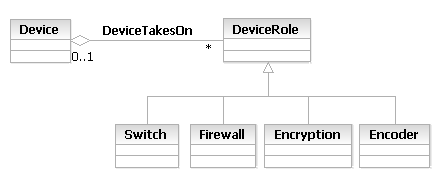 Device
DeviceTakesOn
DeviceRole
0..1
*
Switch
Firewall
Encryption
Encoder